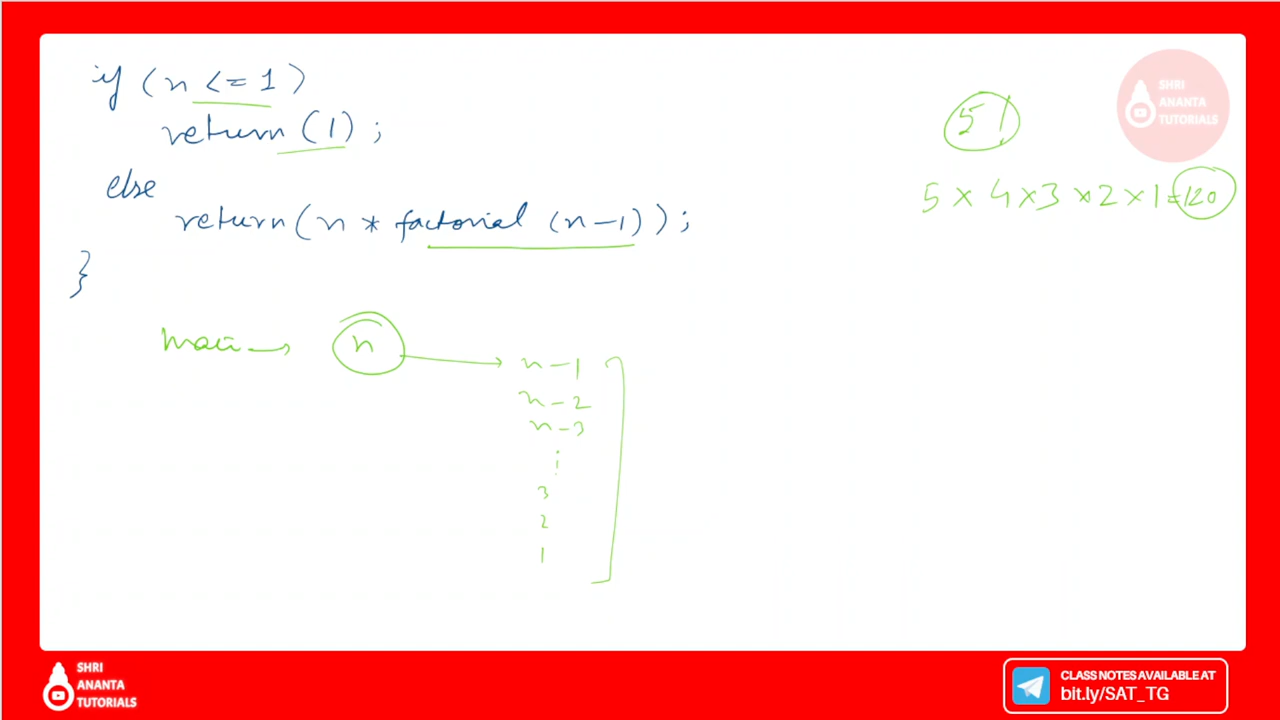 if (n <= 1)
return (1) ;
else
return(n * factorial (n-1)) ;
}
5!
5 × 4 × 3 × 2 × 1 = 120
main → n → n-1
n-2
n-3
⋮
3
2
1
SHRI
ANANTA
TUTORIALS
SHRI
ANANTA
TUTORIALS
CLASS NOTES AVAILABLE AT
bit.ly/SAT_TG